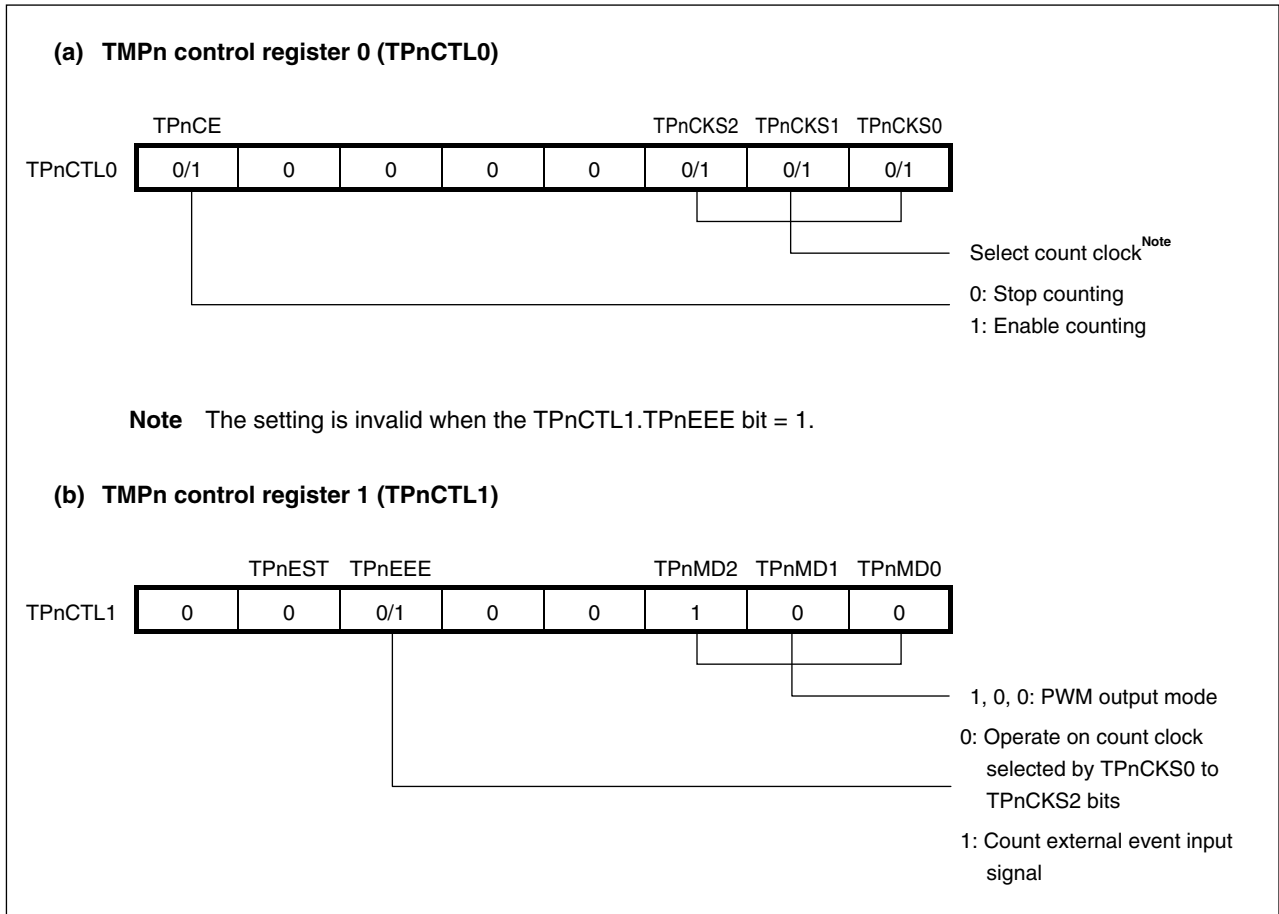 (a) TMPn control register 0 (TPnCTL0)
TPnCE TPnCKS2 TPnCKS1 TPnCKS0
TPnCTL0 0/1 0 0 0 0 0/1 0/1 0/1
Select count clock Note
0: Stop counting
1: Enable counting
Note The setting is invalid when the TPnCTL1.TPnEEE bit = 1.
(b) TMPn control register 1 (TPnCTL1)
TPnEST TPnEEE TPnMD2 TPnMD1 TPnMD0
TPnCTL1 0 0 0/1 0 0 1 0 0
1, 0, 0: PWM output mode
0: Operate on count clock
selected by TPnCKS0 to
TPnCKS2 bits
1: Count external event input
signal